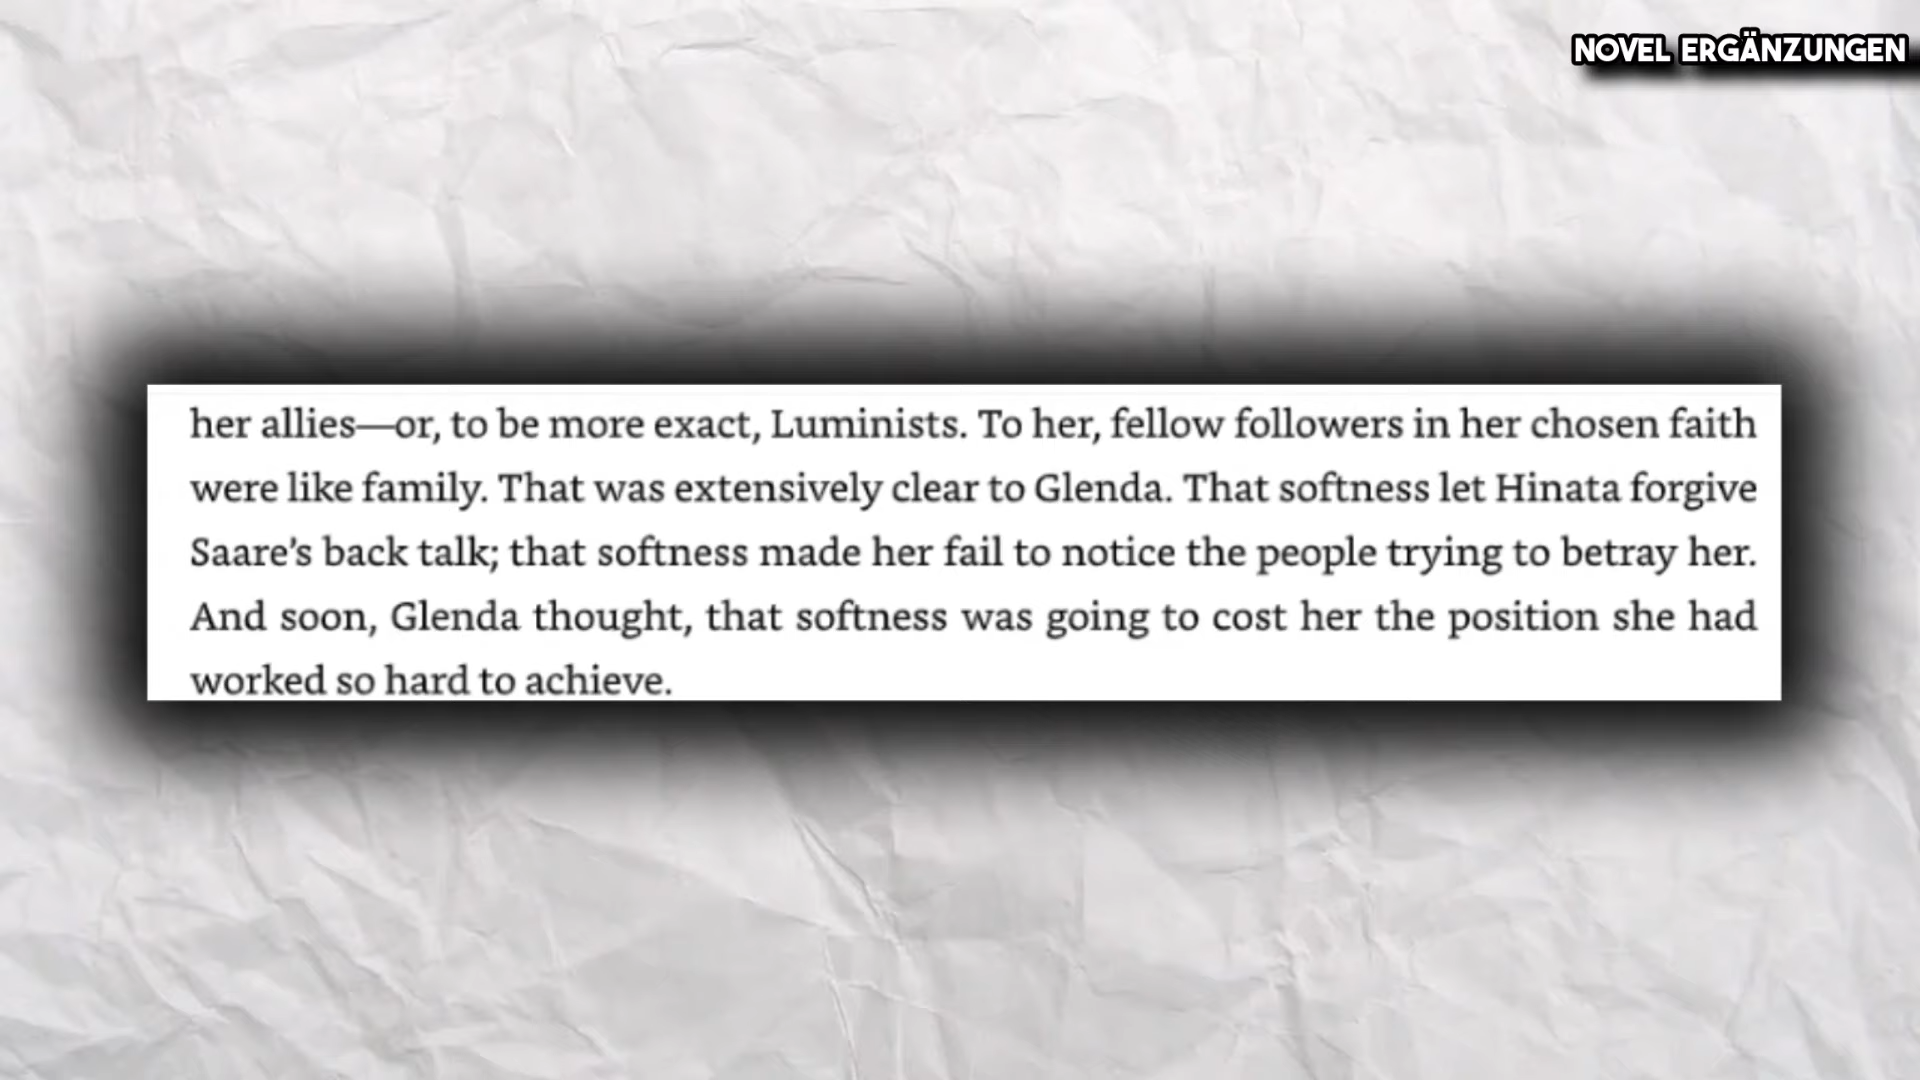 NOVEL ERGÄNZUNGEN
her allies—or, to be more exact, Luminists. To her, fellow followers in her chosen faith
were like family. That was extensively clear to Glenda. That softness let Hinata forgive
Saare’s back talk; that softness made her fail to notice the people trying to betray her.
And soon, Glenda thought, that softness was going to cost her the position she had
worked so hard to achieve.